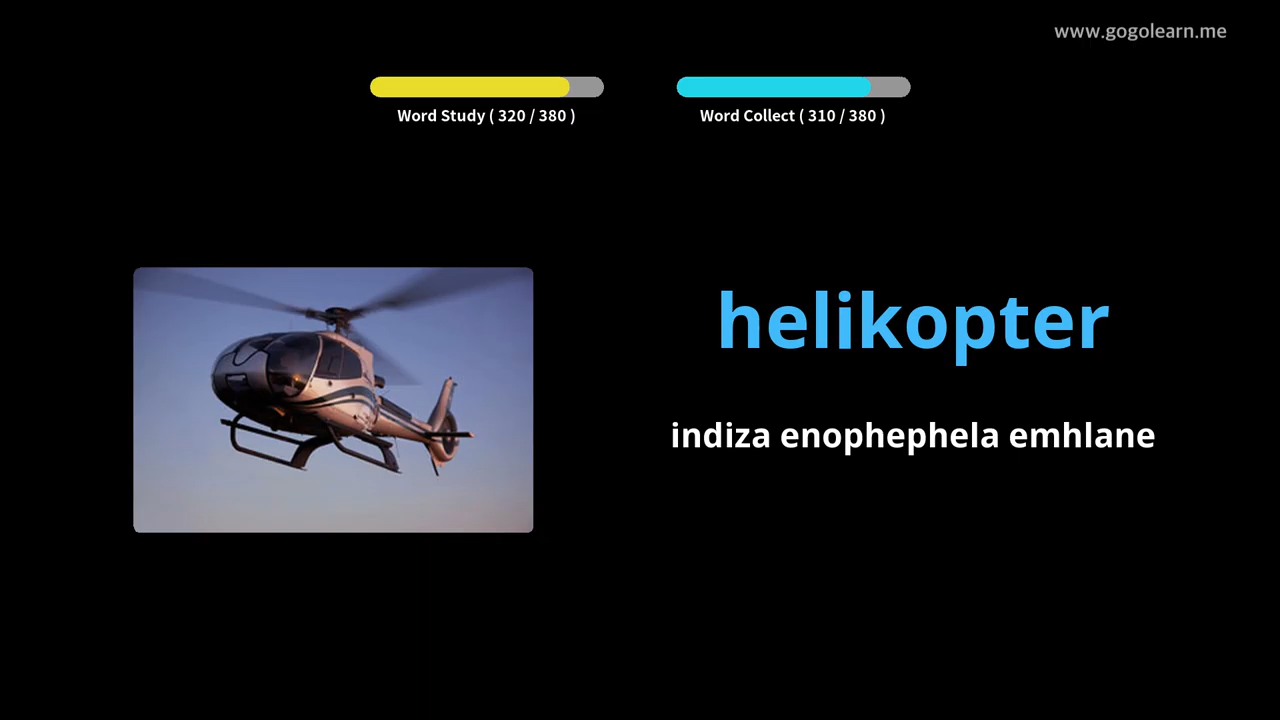 www.gogolearn.me
Word Study ( 320 / 380 )
Word Collect ( 310 / 380 )
helikopter
indiza enophephela emhlane